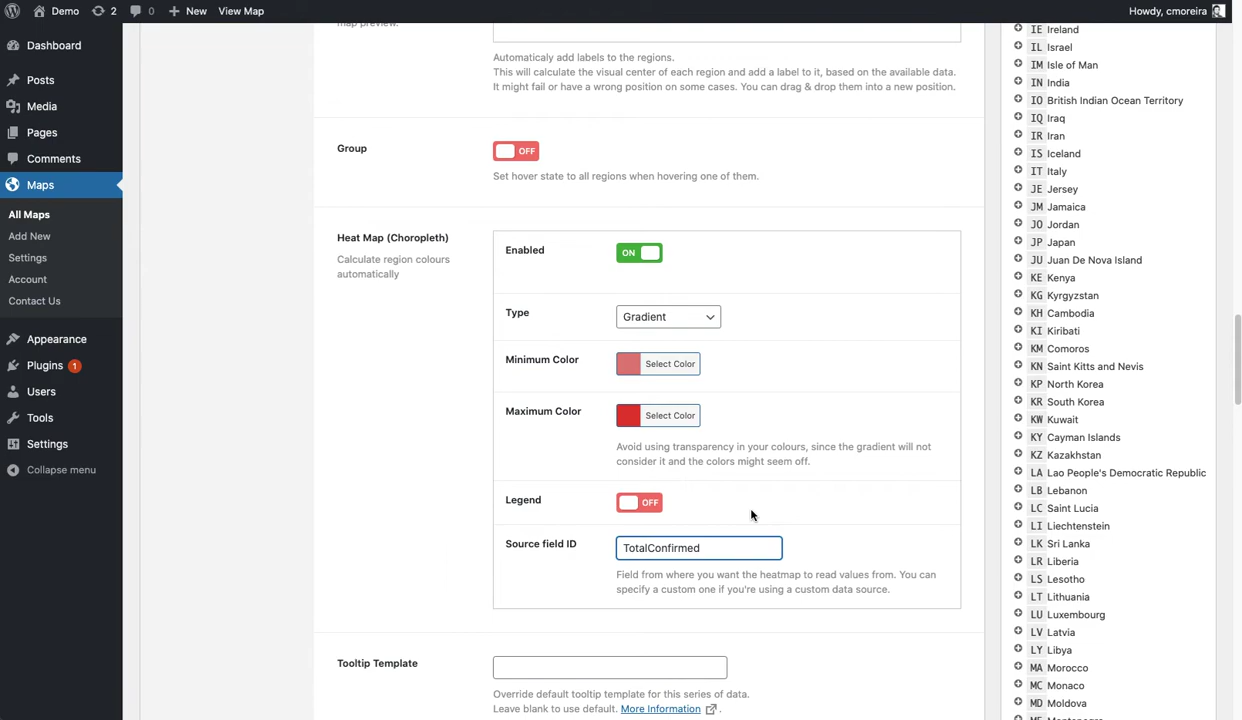 Demo 2 0 New View Map Howdy, cmoreira
Dashboard
Posts
Media
Pages
Comments
Maps
All Maps
Add New
Settings
Account
Contact Us
Appearance
Plugins 1
Users
Tools
Settings
Collapse menu
map preview.
Automaticaly add labels to the regions.
This will calculate the visual center of each region and add a label to it, based on the available data.
It might fail or have a wrong position on some cases. You can drag & drop them into a new position.
Group
OFF
Set hover state to all regions when hovering one of them.
Heat Map (Choropleth)
Calculate region colours
automatically
Enabled
ON
Type
Gradient
Minimum Color
Select Color
Maximum Color
Select Color
Avoid using transparency in your colours, since the gradient will not
consider it and the colors might seem off.
Legend
OFF
Source field ID
TotalConfirmed
Field from where you want the heatmap to read values from. You can
specify a custom one if you're using a custom data source.
Tooltip Template
Override default tooltip template for this series of data.
Leave blank to use default. More Information .
IE Ireland
IL Israel
IM Isle of Man
IN India
IO British Indian Ocean Territory
IQ Iraq
IR Iran
IS Iceland
IT Italy
JE Jersey
JM Jamaica
JO Jordan
JP Japan
JU Juan De Nova Island
KE Kenya
KG Kyrgyzstan
KH Cambodia
KI Kiribati
KM Comoros
KN Saint Kitts and Nevis
KP North Korea
KR South Korea
KW Kuwait
KY Cayman Islands
KZ Kazakhstan
LA Lao People's Democratic Republic
LB Lebanon
LC Saint Lucia
LI Liechtenstein
LK Sri Lanka
LR Liberia
LS Lesotho
LT Lithuania
LU Luxembourg
LV Latvia
LY Libya
MA Morocco
MC Monaco
MD Moldova